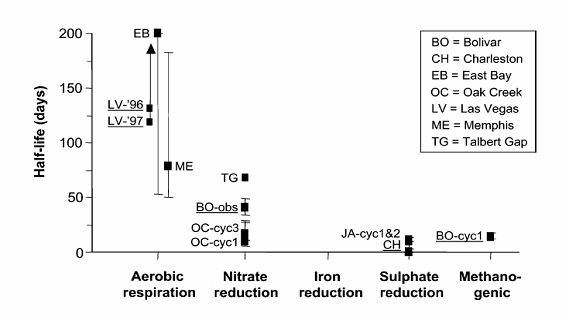 200
150
100
50
0
Half-life (days)
EB
LV-'96
LV-'97
ME
TG
BO-obs
OC-cyc3
OC-cyc1
JA-cyc1&2
CH
BO-cyc1
Aerobic
respiration
Nitrate
reduction
Iron
reduction
Sulphate
reduction
Methano-
genic
BO = Bolivar
CH = Charleston
EB = East Bay
OC = Oak Creek
LV = Las Vegas
ME = Memphis
TG = Talbert Gap